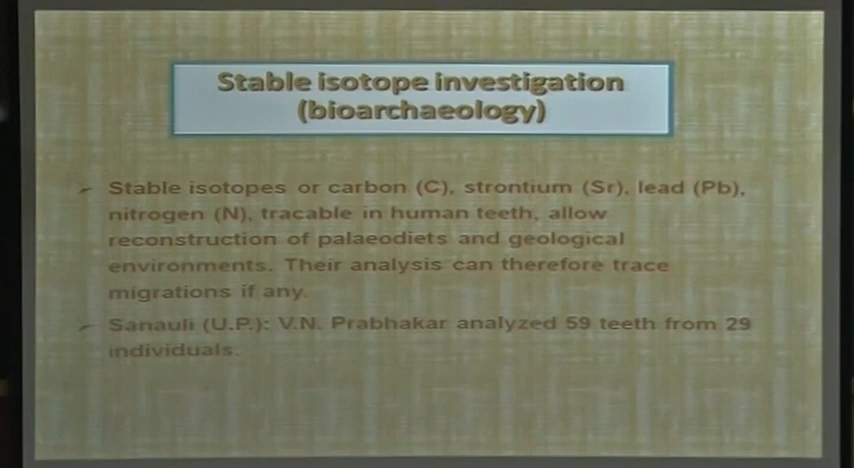 Stable isotope investigation
(bioarchaeology)
➢ Stable isotopes or carbon (C), strontium (Sr), lead (Pb),
nitrogen (N), tracable in human teeth, allow
reconstruction of palaeodiets and geological
environments. Their analysis can therefore trace
migrations if any.
➢ Sanauli (U.P.): V.N. Prabhakar analyzed 59 teeth from 29
individuals.